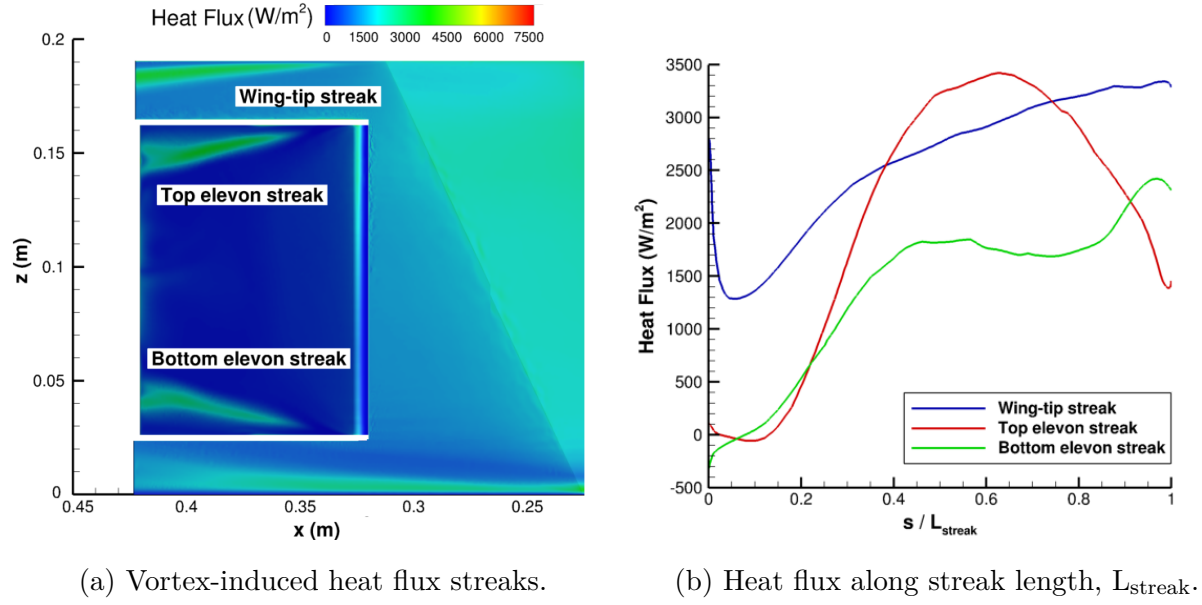 Heat Flux (W/m²)
0 1500 3000 4500 6000 7500
0.2
0.15
0.1
0.05
0
z (m)
Wing-tip streak
Top elevon streak
Bottom elevon streak
0.45 0.4 0.35 0.3 0.25
x (m)
(a) Vortex-induced heat flux streaks.
3500
3000
2500
2000
1500
1000
500
0
-500
Heat Flux (W/m²)
Wing-tip streak
Top elevon streak
Bottom elevon streak
0 0.2 0.4 0.6 0.8 1
s / Lstreak
(b) Heat flux along streak length, Lstreak.